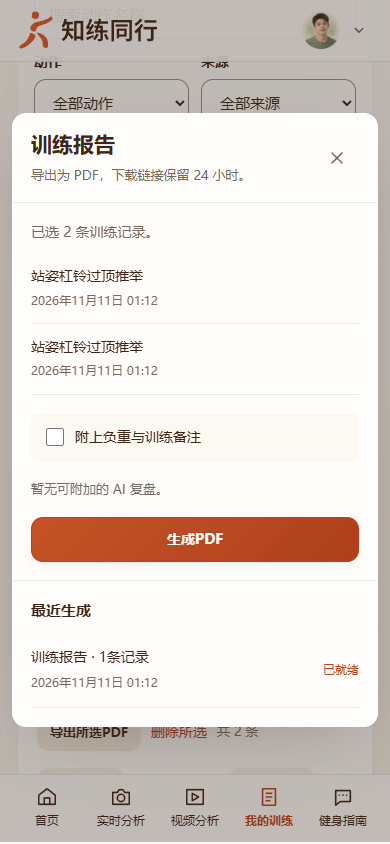 搜索动作名称
知练同行
动作
来源
全部动作
全部来源
训练报告
导出为 PDF，下载链接保留 24 小时。
已选 2 条训练记录。
站姿杠铃过顶推举
2026年11月11日 01:12
站姿杠铃过顶推举
2026年11月11日 01:12
附上负重与训练备注
暂无可附加的 AI 复盘。
生成PDF
最近生成
训练报告 · 1条记录
2026年11月11日 01:12
已就绪
导出所选PDF
删除所选
共 2 条
首页
实时分析
视频分析
我的训练
健身指南